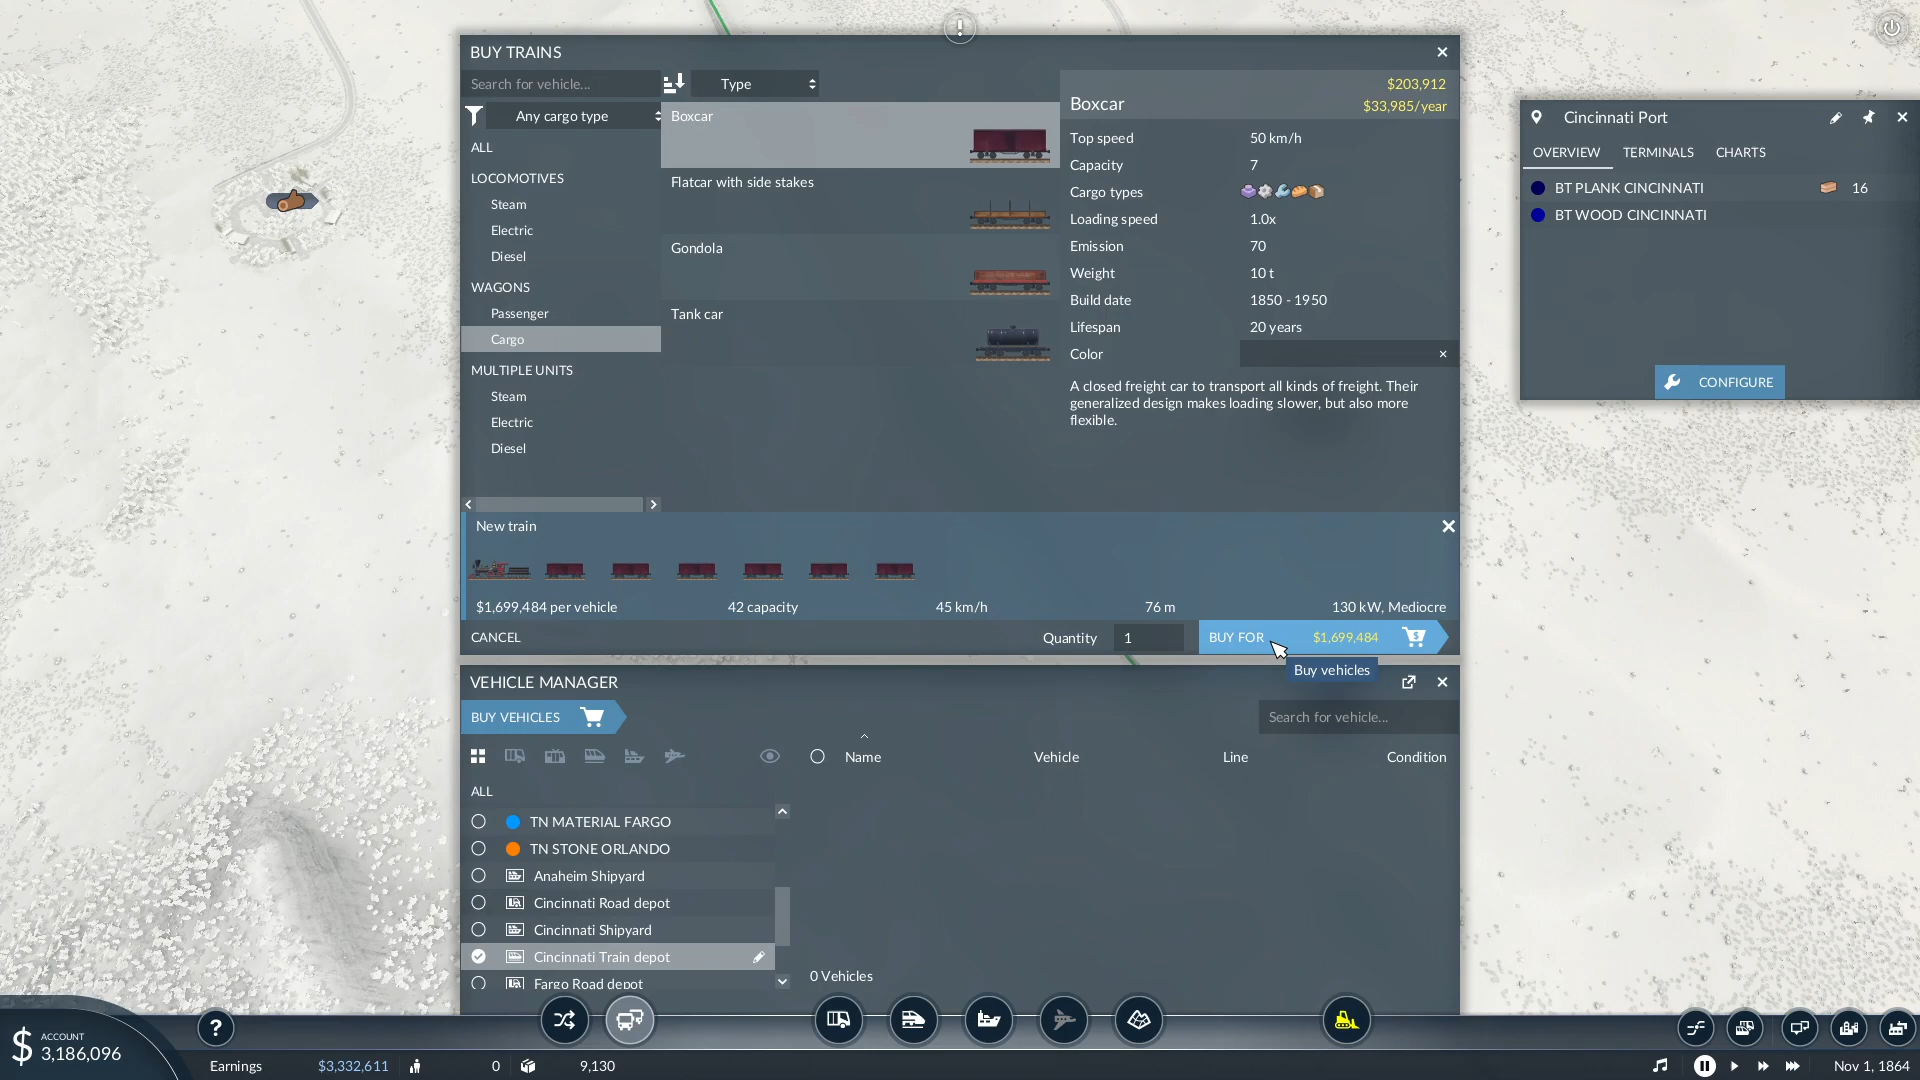 BUY TRAINS
Search for vehicle...
Type
Any cargo type
ALL
LOCOMOTIVES
Steam
Electric
Diesel
WAGONS
Passenger
Cargo
MULTIPLE UNITS
Steam
Electric
Diesel
Boxcar
Flatcar with side stakes
Gondola
Tank car
$203,912
Boxcar
$33,985/year
Top speed 50 km/h
Capacity 7
Cargo types
Loading speed 1.0x
Emission 70
Weight 10 t
Build date 1850 - 1950
Lifespan 20 years
Color
A closed freight car to transport all kinds of freight. Their
generalized design makes loading slower, but also more
flexible.
New train
$1,699,484 per vehicle 42 capacity 45 km/h 76 m 130 kW, Mediocre
CANCEL Quantity 1 BUY FOR $1,699,484
Buy vehicles
VEHICLE MANAGER
BUY VEHICLES
Search for vehicle...
Name Vehicle Line Condition
ALL
TN MATERIAL FARGO
TN STONE ORLANDO
Anaheim Shipyard
Cincinnati Road depot
Cincinnati Shipyard
Cincinnati Train depot
Fargo Road depot
0 Vehicles
Cincinnati Port
OVERVIEW TERMINALS CHARTS
BT PLANK CINCINNATI 16
BT WOOD CINCINNATI
CONFIGURE
$ ACCOUNT
3,186,096
?
Earnings $3,332,611 0 9,130
Nov 1, 1864